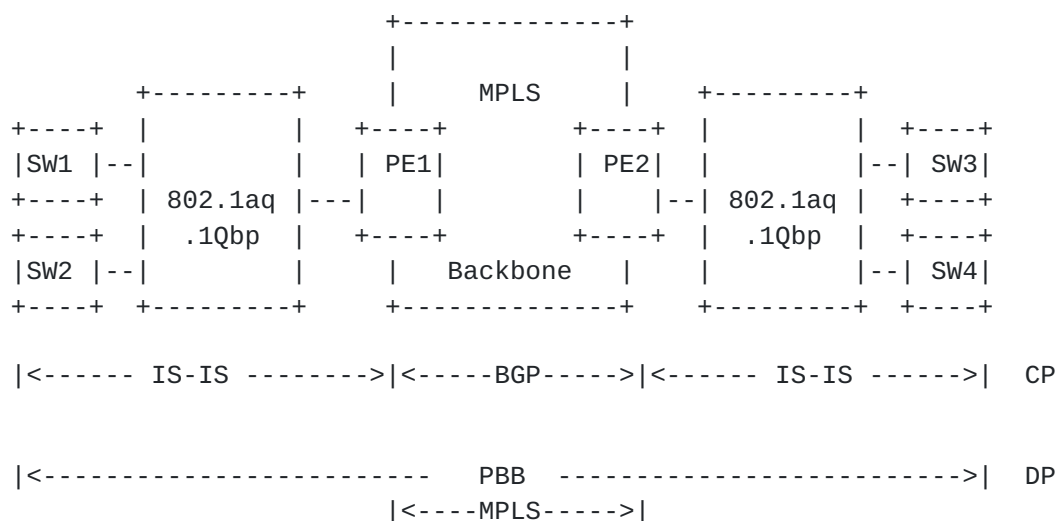 MPLS
SW1 PE1 PE2 SW3
802.1aq 802.1aq
.1Qbp .1Qbp
SW2 Backbone SW4
|<------ IS-IS -------->|<-----BGP----->|<------ IS-IS ------>| CP
|<------------------------- PBB -------------------------->| DP
|<----MPLS----->|